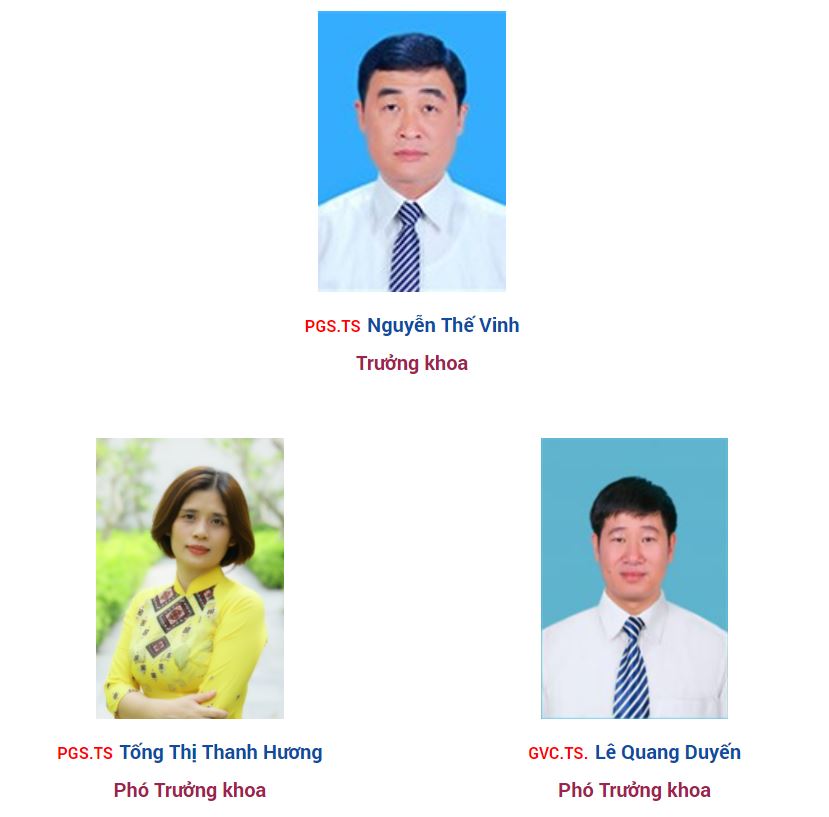 PGS.TS Nguyễn Thế Vinh
Trưởng khoa
PGS.TS Tống Thị Thanh Hương
Phó Trưởng khoa
GVC.TS. Lê Quang Duyến
Phó Trưởng khoa